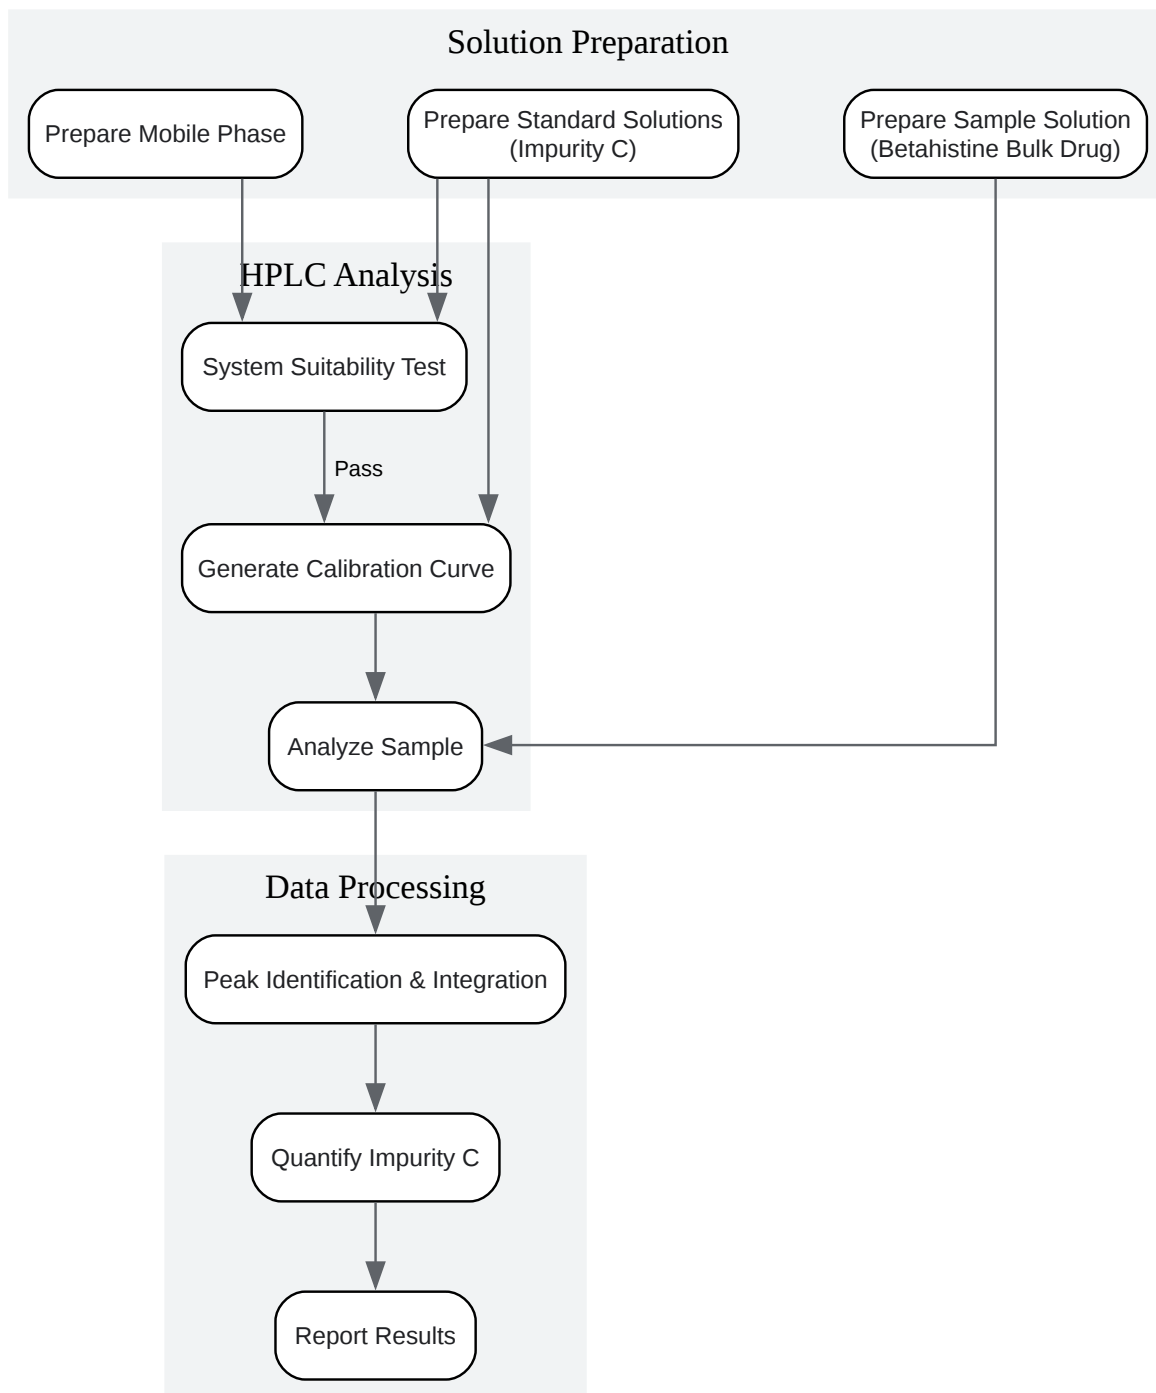 Solution Preparation
Prepare Mobile Phase
Prepare Standard Solutions
(Impurity C)
Prepare Sample Solution
(Betahistine Bulk Drug)
HPLC Analysis
System Suitability Test
Pass
Generate Calibration Curve
Analyze Sample
Data Processing
Peak Identification & Integration
Quantify Impurity C
Report Results